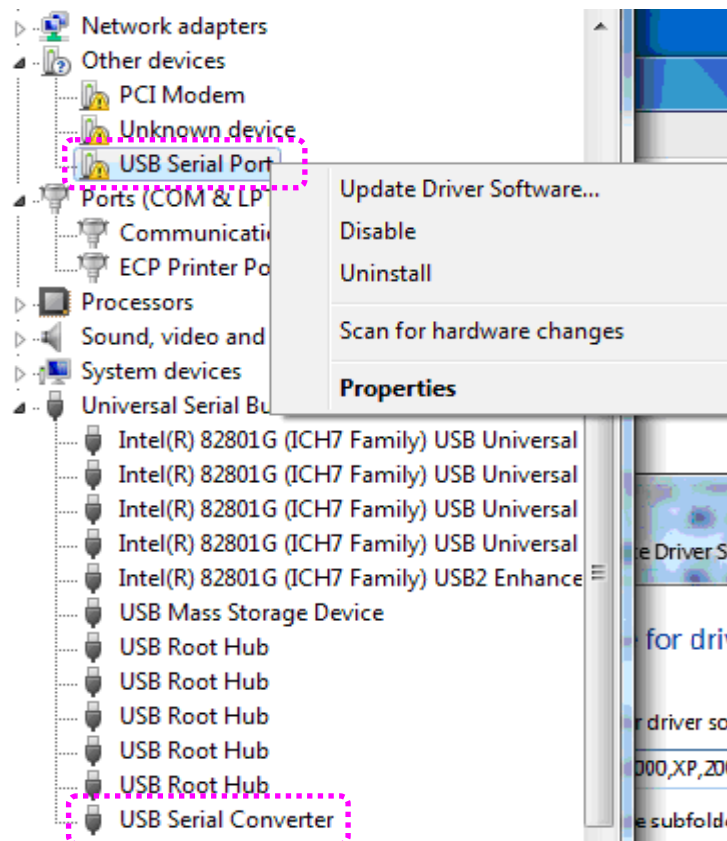 Network adapters
Other devices
PCI Modem
Unknown device
USB Serial Port
Update Driver Software...
Disable
Uninstall
Scan for hardware changes
Properties
Ports (COM & LP
Communicati
ECP Printer Po
Processors
Sound, video and
System devices
Universal Serial Bu
Intel(R) 82801G (ICH7 Family) USB Universal
Intel(R) 82801G (ICH7 Family) USB Universal
Intel(R) 82801G (ICH7 Family) USB Universal
Intel(R) 82801G (ICH7 Family) USB Universal
Intel(R) 82801G (ICH7 Family) USB2 Enhance
USB Mass Storage Device
USB Root Hub
USB Root Hub
USB Root Hub
USB Root Hub
USB Root Hub
USB Serial Converter
e Driver S
for dri
r driver so
000,XP,20
e subfold